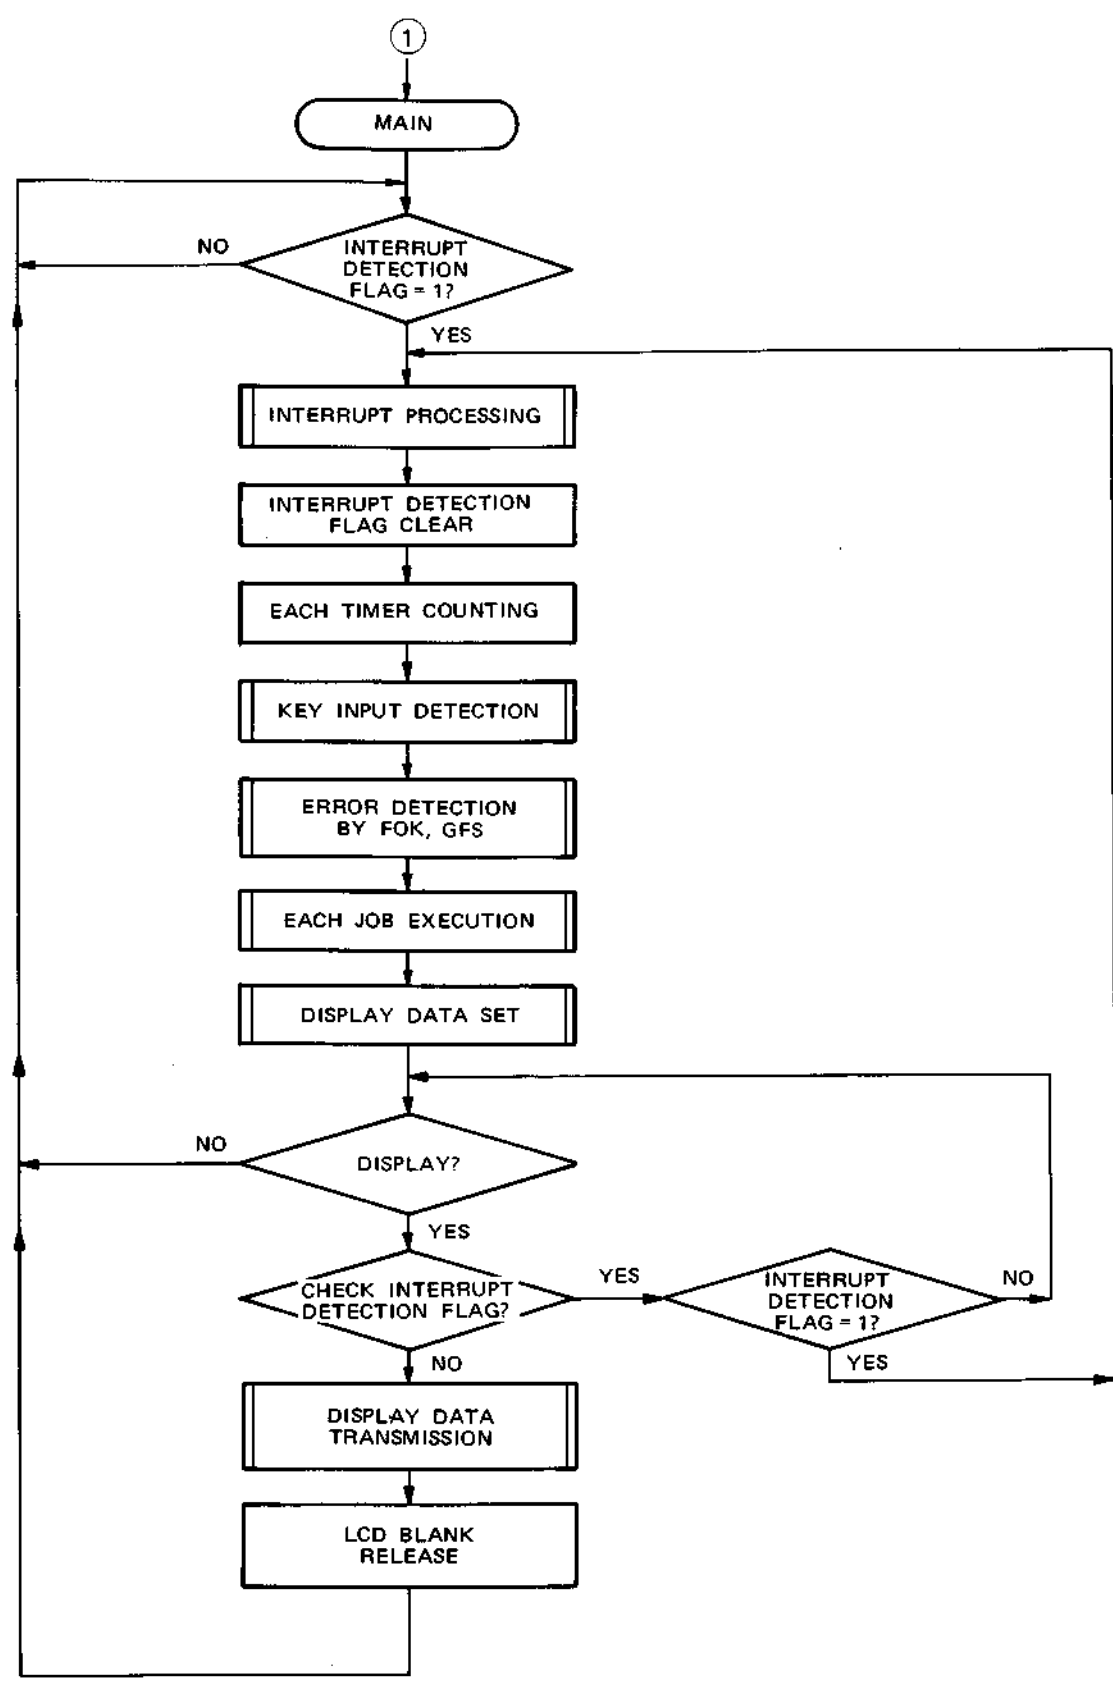 1
MAIN
NO
INTERRUPT
DETECTION
FLAG = 1?
YES
INTERRUPT PROCESSING
INTERRUPT DETECTION
FLAG CLEAR
EACH TIMER COUNTING
KEY INPUT DETECTION
ERROR DETECTION
BY FOK, GFS
EACH JOB EXECUTION
DISPLAY DATA SET
NO
DISPLAY?
YES
CHECK INTERRUPT
DETECTION FLAG?
YES
INTERRUPT
DETECTION
FLAG = 1?
NO
YES
NO
DISPLAY DATA
TRANSMISSION
LCD BLANK
RELEASE